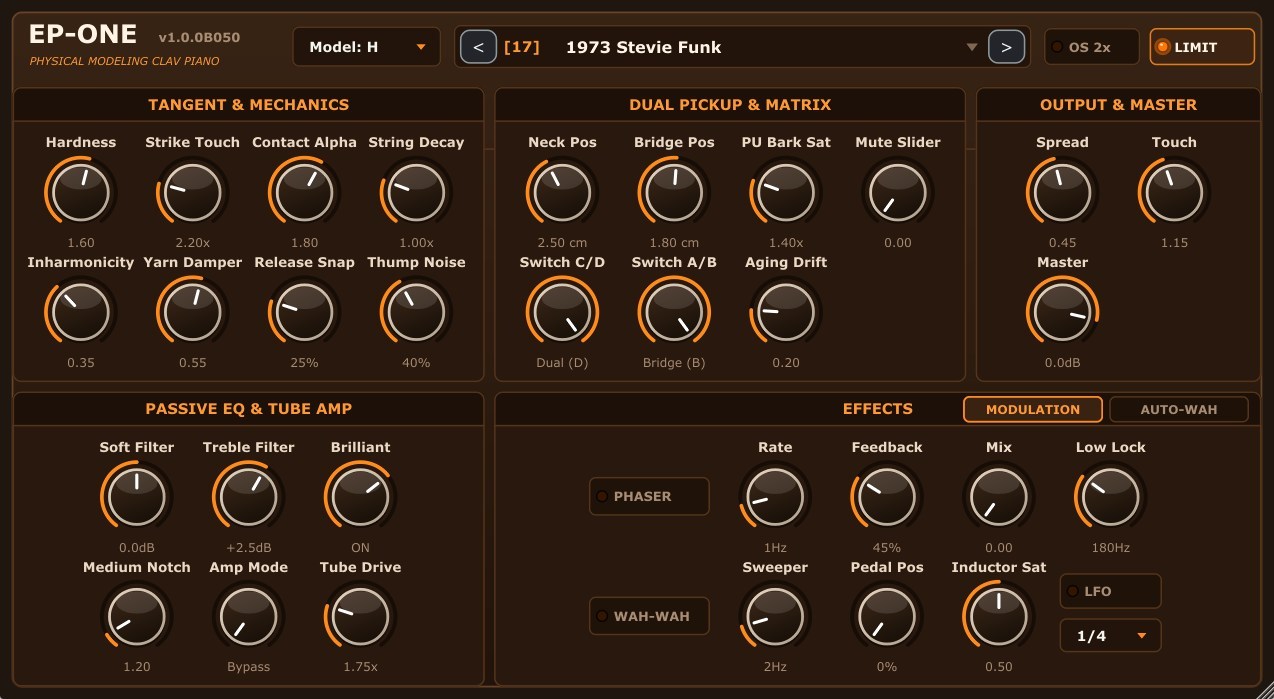 EP-ONE v1.0.0B050
PHYSICAL MODELING CLAV PIANO
Model: H
< [17] 1973 Stevie Funk >
OS 2x
LIMIT
TANGENT & MECHANICS
Hardness Strike Touch Contact Alpha String Decay
1.60 2.20x 1.80 1.00x
Inharmonicity Yarn Damper Release Snap Thump Noise
0.35 0.55 25% 40%
DUAL PICKUP & MATRIX
Neck Pos Bridge Pos PU Bark Sat Mute Slider
2.50 cm 1.80 cm 1.40x 0.00
Switch C/D Switch A/B Aging Drift
Dual (D) Bridge (B) 0.20
OUTPUT & MASTER
Spread Touch
0.45 1.15
Master
0.0dB
PASSIVE EQ & TUBE AMP
Soft Filter Treble Filter Brilliant
0.0dB +2.5dB ON
Medium Notch Amp Mode Tube Drive
1.20 Bypass 1.75x
EFFECTS MODULATION AUTO-WAH
Rate Feedback Mix Low Lock
PHASER
1Hz 45% 0.00 180Hz
Sweeper Pedal Pos Inductor Sat
LFO
WAH-WAH
1/4
2Hz 0% 0.50